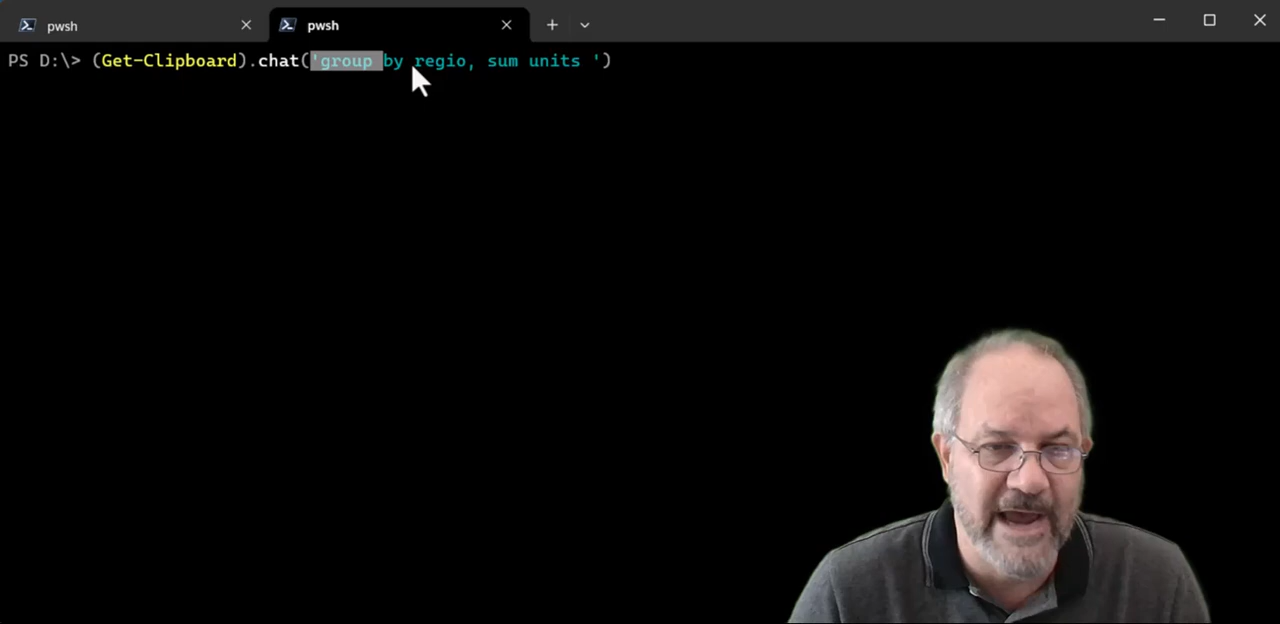 pwsh
pwsh
PS D:\> (Get-Clipboard).chat('group by regio, sum units ')